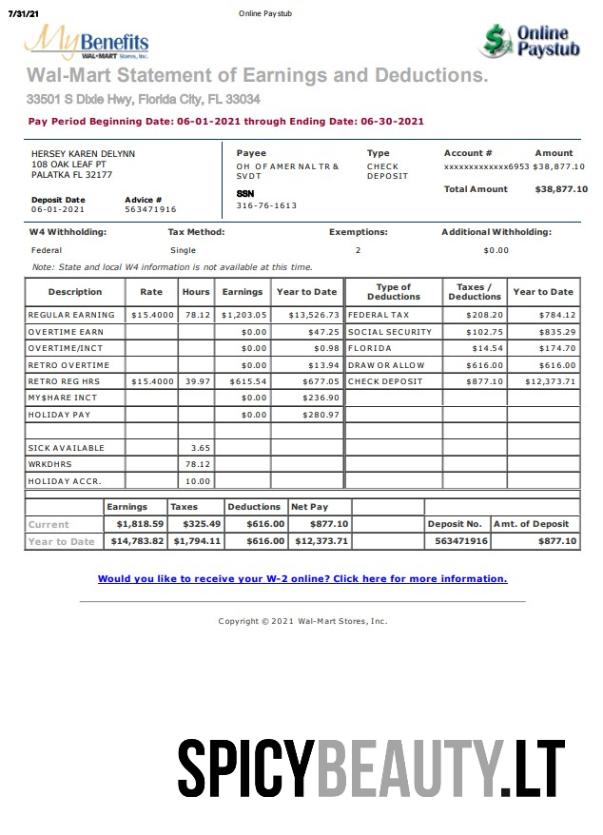 7/31/21 Online Paystub
My Benefits
WAL-MART Stores, Inc.
Online Paystub
Wal-Mart Statement of Earnings and Deductions.
33501 S Dixie Hwy, Florida City, FL 33034
Pay Period Beginning Date: 06-01-2021 through Ending Date: 06-30-2021
HERSEY KAREN DELYNN
108 OAK LEAF PT
PALATKA FL 32177
Deposit Date Advice #
06-01-2021 563471916
Payee Type Account # Amount
OH OF AMER NAL TR & CHECK xxxxxxxxxxxxx6953 $38,877.10
SVDT DEPOSIT
Total Amount $38,877.10
SSN
316-76-1613
W4 Withholding: Tax Method: Exemptions: Additional Withholding:
Federal Single 2 $0.00
Note: State and local W4 information is not available at this time.
Description Rate Hours Earnings Year to Date Type of Deductions Taxes / Deductions Year to Date
REGULAR EARNING $15.4000 78.12 $1,203.05 $13,526.73 FEDERAL TAX $208.20 $784.12
OVERTIME EARN $0.00 $47.25 SOCIAL SECURITY $102.75 $835.29
OVERTIME/INCT $0.00 $0.98 FLORIDA $14.54 $174.70
RETRO OVERTIME $0.00 $13.94 DRAW OR ALLOW $616.00 $616.00
RETRO REG HRS $15.4000 39.97 $615.54 $677.05 CHECK DEPOSIT $877.10 $12,373.71
MY$HARE INCT $0.00 $236.90
HOLIDAY PAY $0.00 $280.97
SICK AVAILABLE 3.65
WRKDHRS 78.12
HOLIDAY ACCR. 10.00
Earnings Taxes Deductions Net Pay
Current $1,818.59 $325.49 $616.00 $877.10 Deposit No. Amt. of Deposit
Year to Date $14,783.82 $1,794.11 $616.00 $12,373.71 563471916 $877.10
Would you like to receive your W-2 online? Click here for more information.
Copyright © 2021 Wal-Mart Stores, Inc.
SPICYBEAUTY.LT